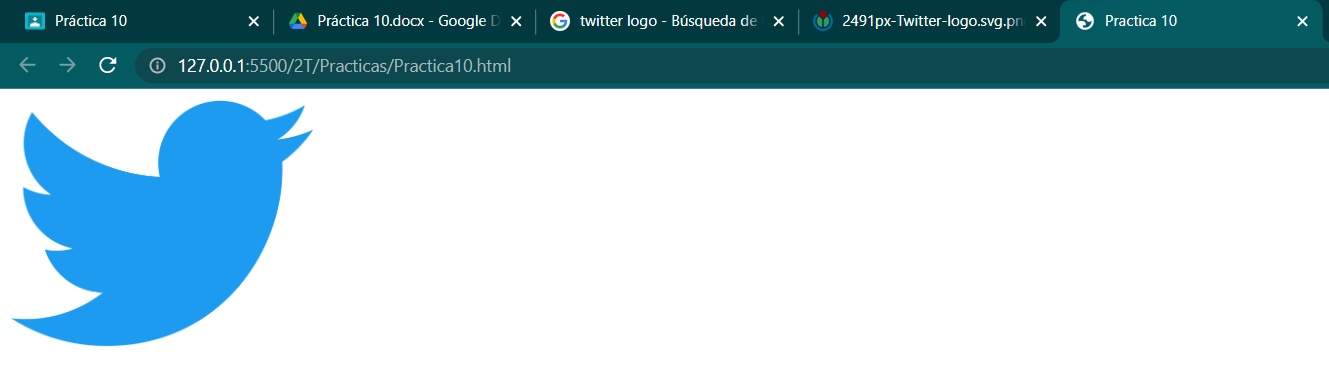 Práctica 10
Práctica 10.docx - Google D
twitter logo - Búsqueda de
2491px-Twitter-logo.svg.pn
Practica 10
127.0.0.1:5500/2T/Practicas/Practica10.html